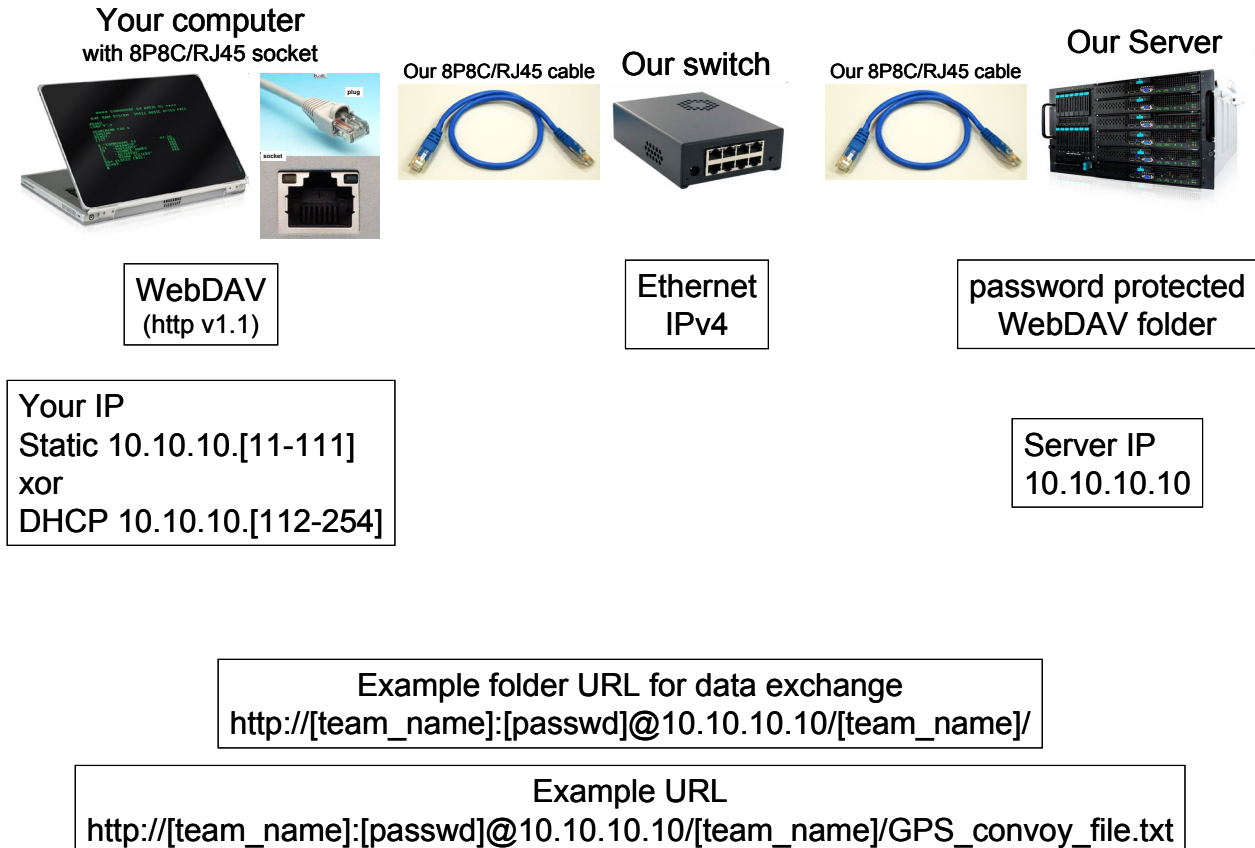 Your computer
with 8P8C/RJ45 socket
plug
socket
Our 8P8C/RJ45 cable
Our switch
Our 8P8C/RJ45 cable
Our Server
WebDAV
(http v1.1)
Ethernet
IPv4
password protected
WebDAV folder
Your IP
Static 10.10.10.[11-111]
xor
DHCP 10.10.10.[112-254]
Server IP
10.10.10.10
Example folder URL for data exchange
http://[team_name]:[passwd]@10.10.10.10/[team_name]/
Example URL
http://[team_name]:[passwd]@10.10.10.10/[team_name]/GPS_convoy_file.txt